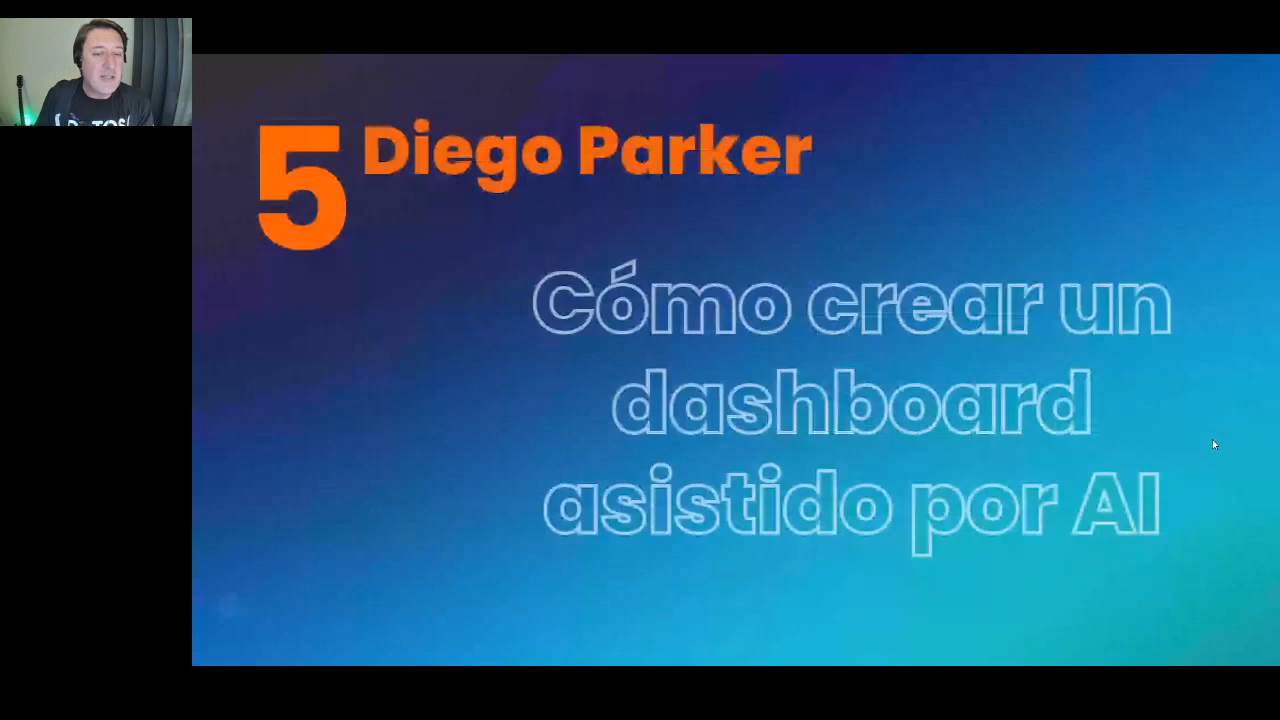 5
Diego Parker
Cómo crear un
dashboard
asistido por AI